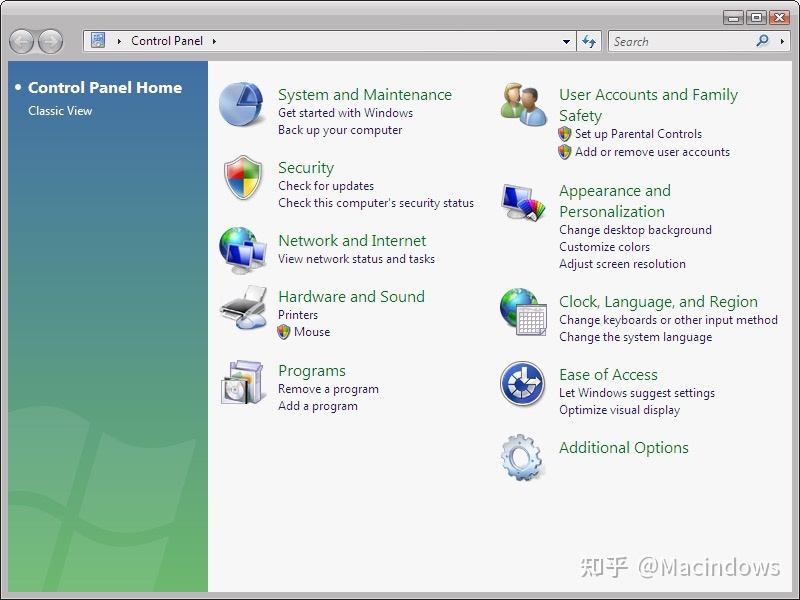 Control Panel
Search
Control Panel Home
Classic View
System and Maintenance
Get started with Windows
Back up your computer
Security
Check for updates
Check this computer's security status
Network and Internet
View network status and tasks
Hardware and Sound
Printers
Mouse
Programs
Remove a program
Add a program
User Accounts and Family
Safety
Set up Parental Controls
Add or remove user accounts
Appearance and
Personalization
Change desktop background
Customize colors
Adjust screen resolution
Clock, Language, and Region
Change keyboards or other input method
Change the system language
Ease of Access
Let Windows suggest settings
Optimize visual display
Additional Options
知乎 @Macindows